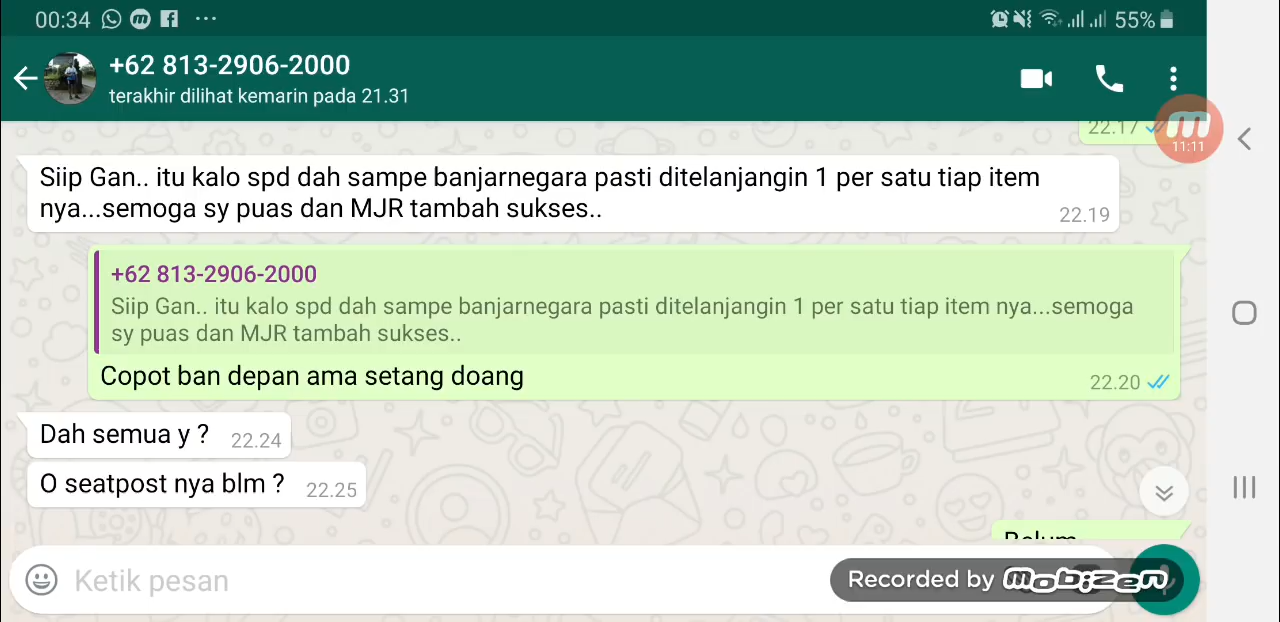 00:34
55%
+62 813-2906-2000
terakhir dilihat kemarin pada 21.31
22.17
11:11
Siip Gan.. itu kalo spd dah sampe banjarnegara pasti ditelanjangin 1 per satu tiap item
nya...semoga sy puas dan MJR tambah sukses..
22.19
+62 813-2906-2000
Siip Gan.. itu kalo spd dah sampe banjarnegara pasti ditelanjangin 1 per satu tiap item nya...semoga
sy puas dan MJR tambah sukses..
Copot ban depan ama setang doang
22.20
Dah semua y ? 22.24
O seatpost nya blm ? 22.25
Belum
Ketik pesan
Recorded by mobizen